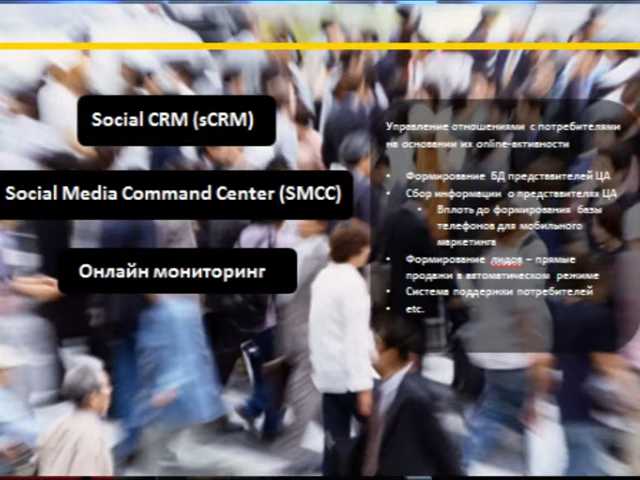 Social CRM (sCRM)
Social Media Command Center (SMCC)
Онлайн мониторинг
Управление отношениями с потребителями
на основании их online-активности
• Формирование БД представителей ЦА
• Сбор информации о представителях ЦА
• Вплоть до формирования базы
телефонов для мобильного
маркетинга
• Формирование лидов – прямые
продажи в автоматическом режиме
• Система поддержки потребителей
• etc.